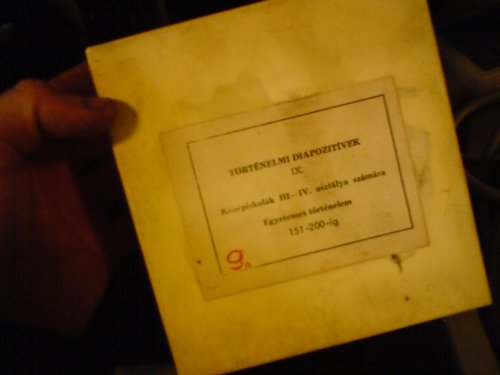 TÖRTÉNELMI DIAPOZITÍVEK
IX.
Középiskolák III—IV. osztálya számára
Egyetemes történelem
151-200-ig
9.